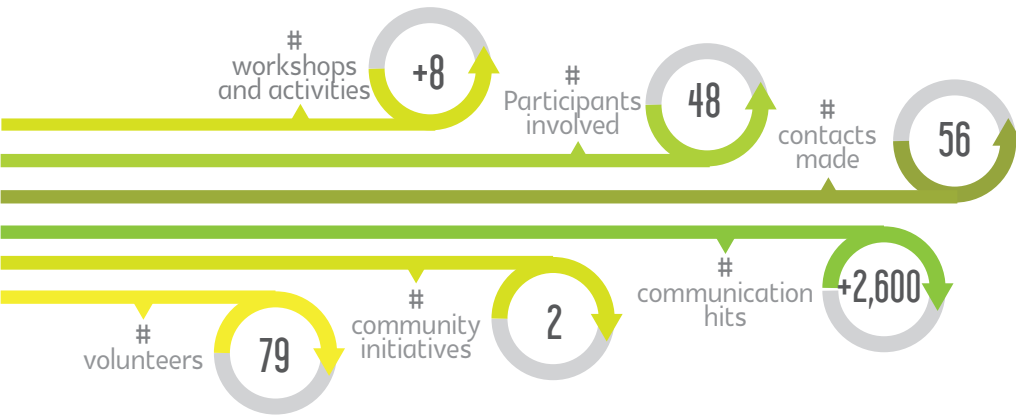 #
workshops
and activities
+8
#
Participants
involved
48
#
contacts
made
56
#
volunteers
79
#
community
initiatives
2
#
communication
hits
+2,600